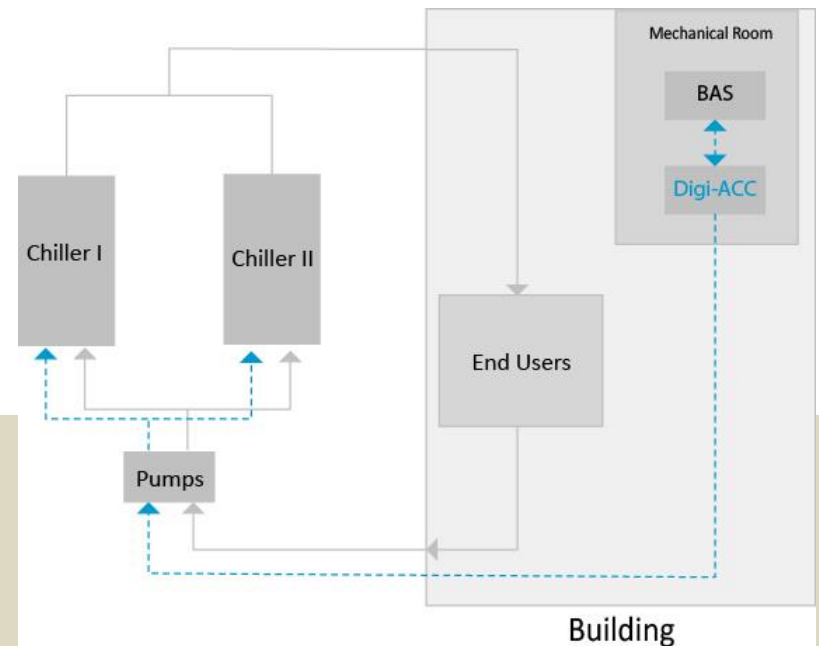 Mechanical Room
BAS
Digi-ACC
Chiller I
Chiller II
End Users
Pumps
Building